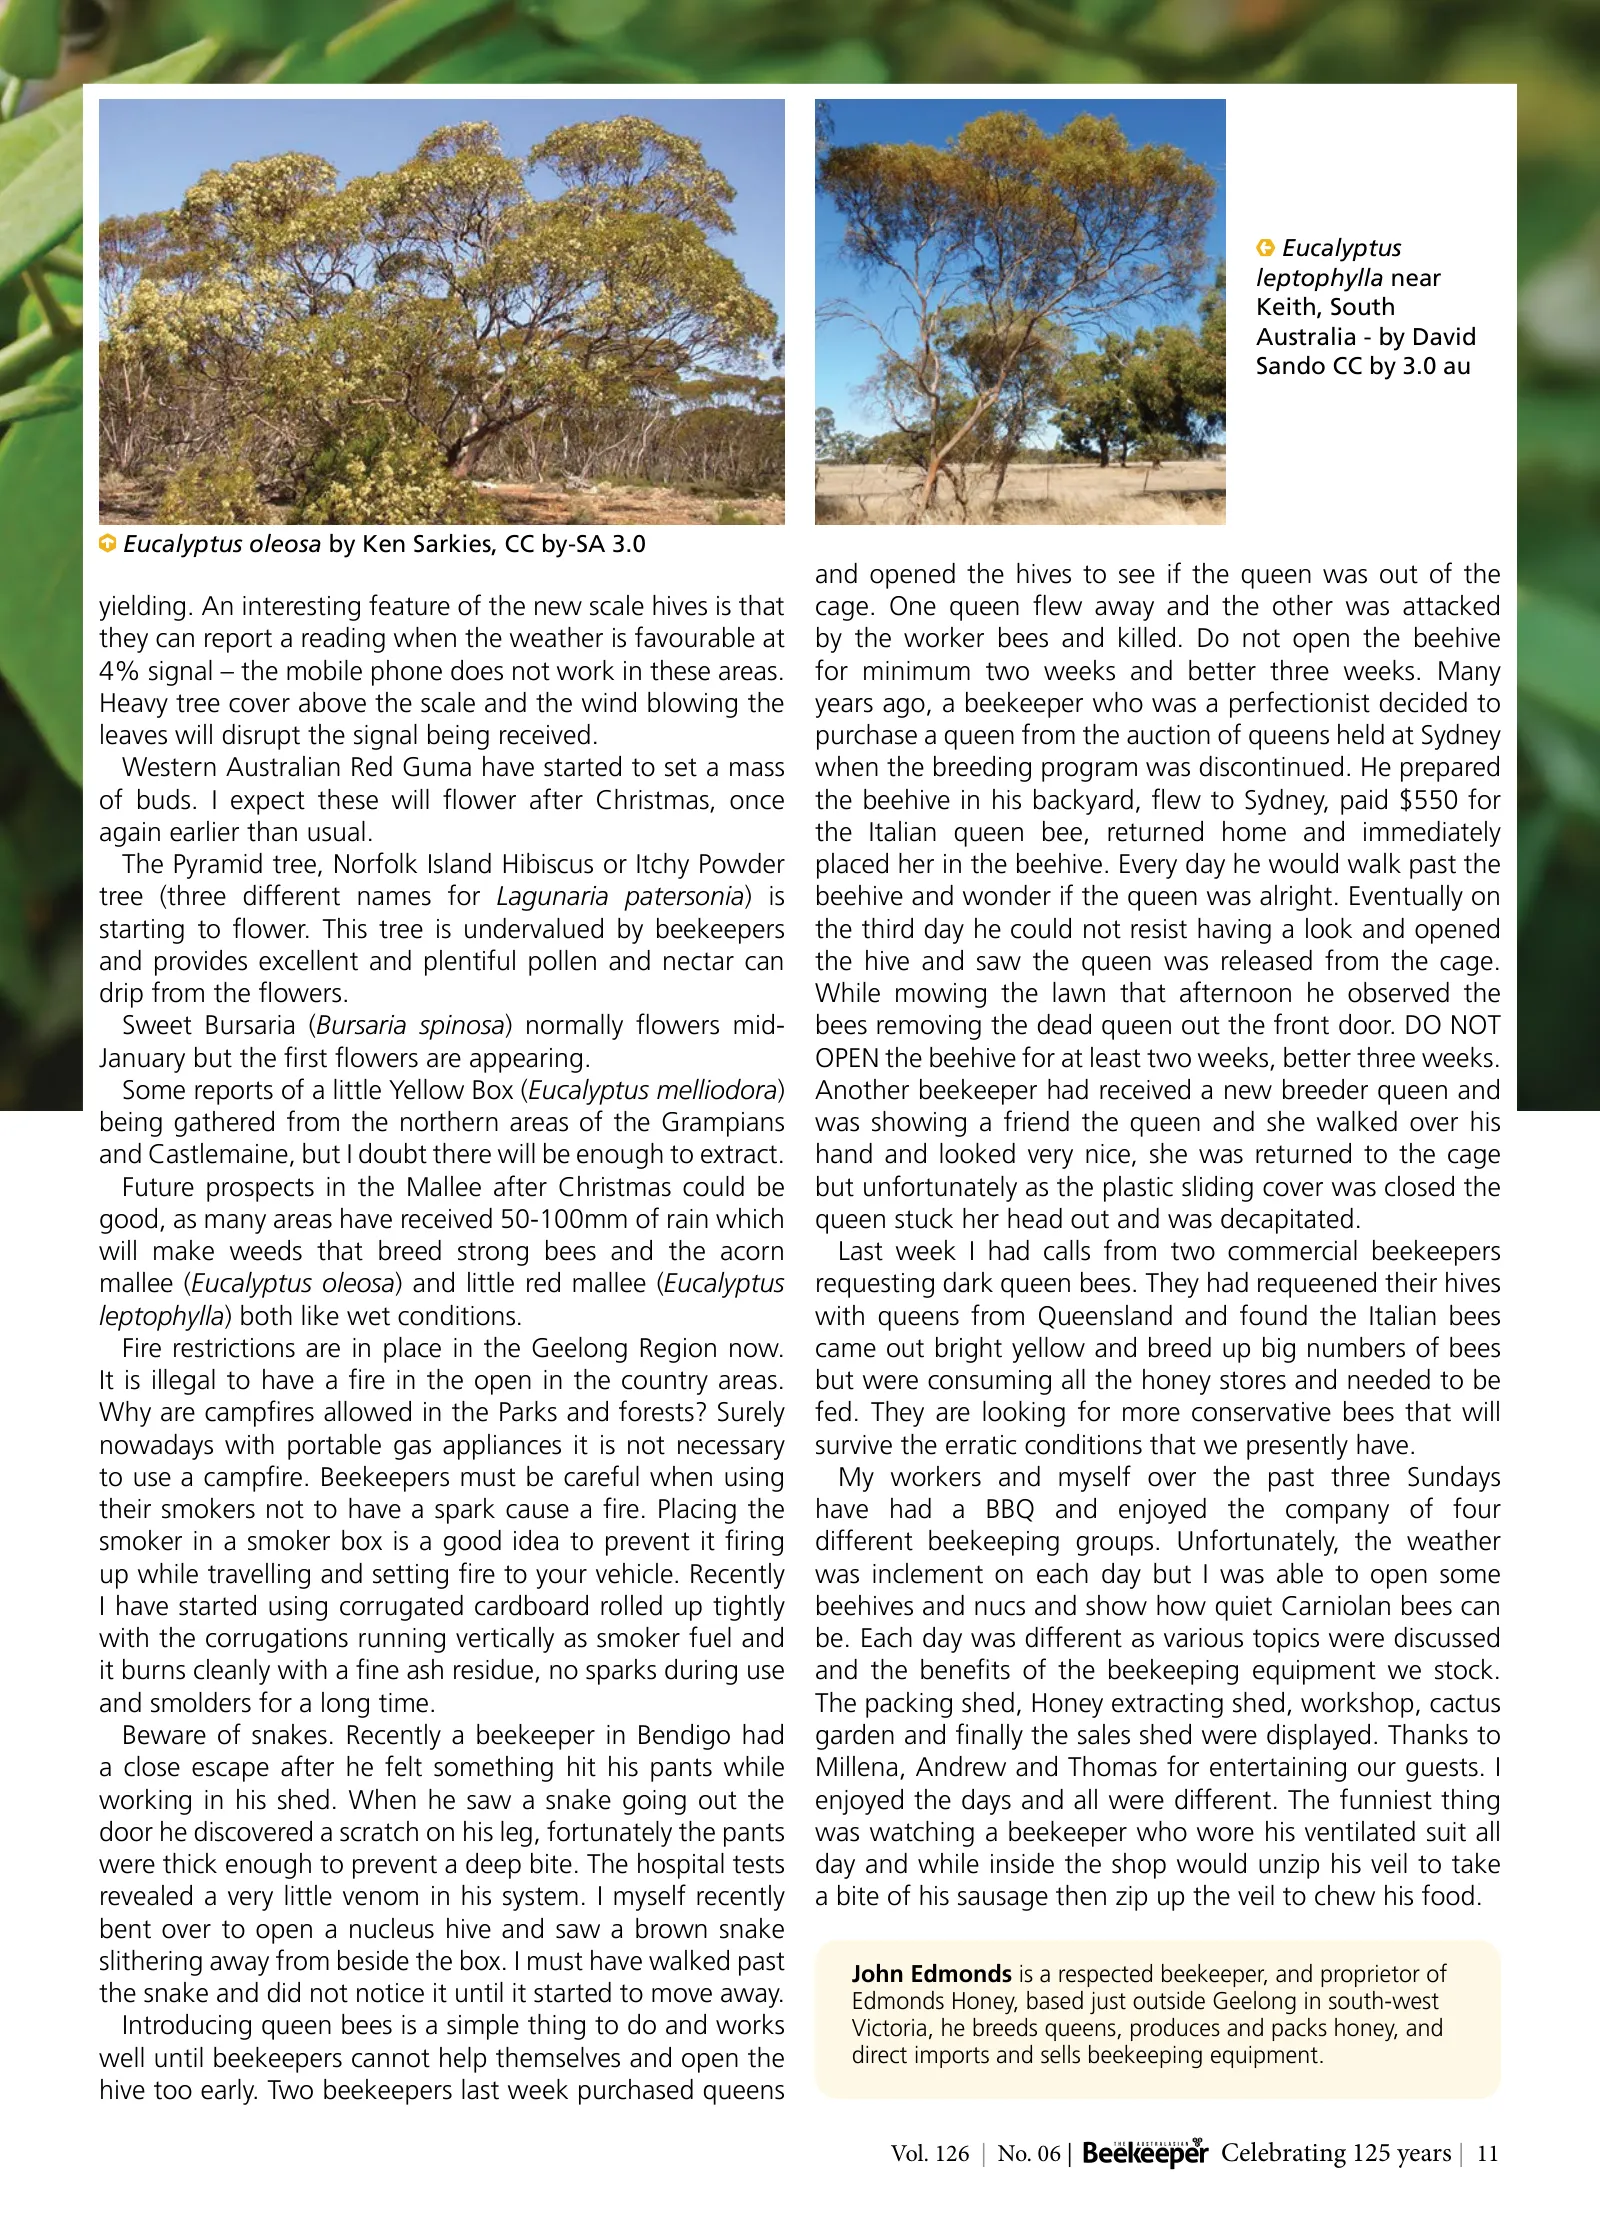 Eucalyptus oleosa by Ken Sarkies, CC by-SA 3.0
Eucalyptus
leptophylla near
Keith, South
Australia - by David
Sando CC by 3.0 au
yielding. An interesting feature of the new scale hives is that
they can report a reading when the weather is favourable at
4% signal – the mobile phone does not work in these areas.
Heavy tree cover above the scale and the wind blowing the
leaves will disrupt the signal being received.
Western Australian Red Guma have started to set a mass
of buds. I expect these will flower after Christmas, once
again earlier than usual.
The Pyramid tree, Norfolk Island Hibiscus or Itchy Powder
tree (three different names for Lagunaria patersonia) is
starting to flower. This tree is undervalued by beekeepers
and provides excellent and plentiful pollen and nectar can
drip from the flowers.
Sweet Bursaria (Bursaria spinosa) normally flowers mid-
January but the first flowers are appearing.
Some reports of a little Yellow Box (Eucalyptus melliodora)
being gathered from the northern areas of the Grampians
and Castlemaine, but I doubt there will be enough to extract.
Future prospects in the Mallee after Christmas could be
good, as many areas have received 50-100mm of rain which
will make weeds that breed strong bees and the acorn
mallee (Eucalyptus oleosa) and little red mallee (Eucalyptus
leptophylla) both like wet conditions.
Fire restrictions are in place in the Geelong Region now.
It is illegal to have a fire in the open in the country areas.
Why are campfires allowed in the Parks and forests? Surely
nowadays with portable gas appliances it is not necessary
to use a campfire. Beekeepers must be careful when using
their smokers not to have a spark cause a fire. Placing the
smoker in a smoker box is a good idea to prevent it firing
up while travelling and setting fire to your vehicle. Recently
I have started using corrugated cardboard rolled up tightly
with the corrugations running vertically as smoker fuel and
it burns cleanly with a fine ash residue, no sparks during use
and smolders for a long time.
Beware of snakes. Recently a beekeeper in Bendigo had
a close escape after he felt something hit his pants while
working in his shed. When he saw a snake going out the
door he discovered a scratch on his leg, fortunately the pants
were thick enough to prevent a deep bite. The hospital tests
revealed a very little venom in his system. I myself recently
bent over to open a nucleus hive and saw a brown snake
slithering away from beside the box. I must have walked past
the snake and did not notice it until it started to move away.
Introducing queen bees is a simple thing to do and works
well until beekeepers cannot help themselves and open the
hive too early. Two beekeepers last week purchased queens
and opened the hives to see if the queen was out of the
cage. One queen flew away and the other was attacked
by the worker bees and killed. Do not open the beehive
for minimum two weeks and better three weeks. Many
years ago, a beekeeper who was a perfectionist decided to
purchase a queen from the auction of queens held at Sydney
when the breeding program was discontinued. He prepared
the beehive in his backyard, flew to Sydney, paid $550 for
the Italian queen bee, returned home and immediately
placed her in the beehive. Every day he would walk past the
beehive and wonder if the queen was alright. Eventually on
the third day he could not resist having a look and opened
the hive and saw the queen was released from the cage.
While mowing the lawn that afternoon he observed the
bees removing the dead queen out the front door. DO NOT
OPEN the beehive for at least two weeks, better three weeks.
Another beekeeper had received a new breeder queen and
was showing a friend the queen and she walked over his
hand and looked very nice, she was returned to the cage
but unfortunately as the plastic sliding cover was closed the
queen stuck her head out and was decapitated.
Last week I had calls from two commercial beekeepers
requesting dark queen bees. They had requeened their hives
with queens from Queensland and found the Italian bees
came out bright yellow and breed up big numbers of bees
but were consuming all the honey stores and needed to be
fed. They are looking for more conservative bees that will
survive the erratic conditions that we presently have.
My workers and myself over the past three Sundays
have had a BBQ and enjoyed the company of four
different beekeeping groups. Unfortunately, the weather
was inclement on each day but I was able to open some
beehives and nucs and show how quiet Carniolan bees can
be. Each day was different as various topics were discussed
and the benefits of the beekeeping equipment we stock.
The packing shed, Honey extracting shed, workshop, cactus
garden and finally the sales shed were displayed. Thanks to
Millena, Andrew and Thomas for entertaining our guests. I
enjoyed the days and all were different. The funniest thing
was watching a beekeeper who wore his ventilated suit all
day and while inside the shop would unzip his veil to take
a bite of his sausage then zip up the veil to chew his food.
John Edmonds is a respected beekeeper, and proprietor of
Edmonds Honey, based just outside Geelong in south-west
Victoria, he breeds queens, produces and packs honey, and
direct imports and sells beekeeping equipment.
Vol. 126 | No. 06 | THE AUSTRALASIAN Beekeeper Celebrating 125 years | 11